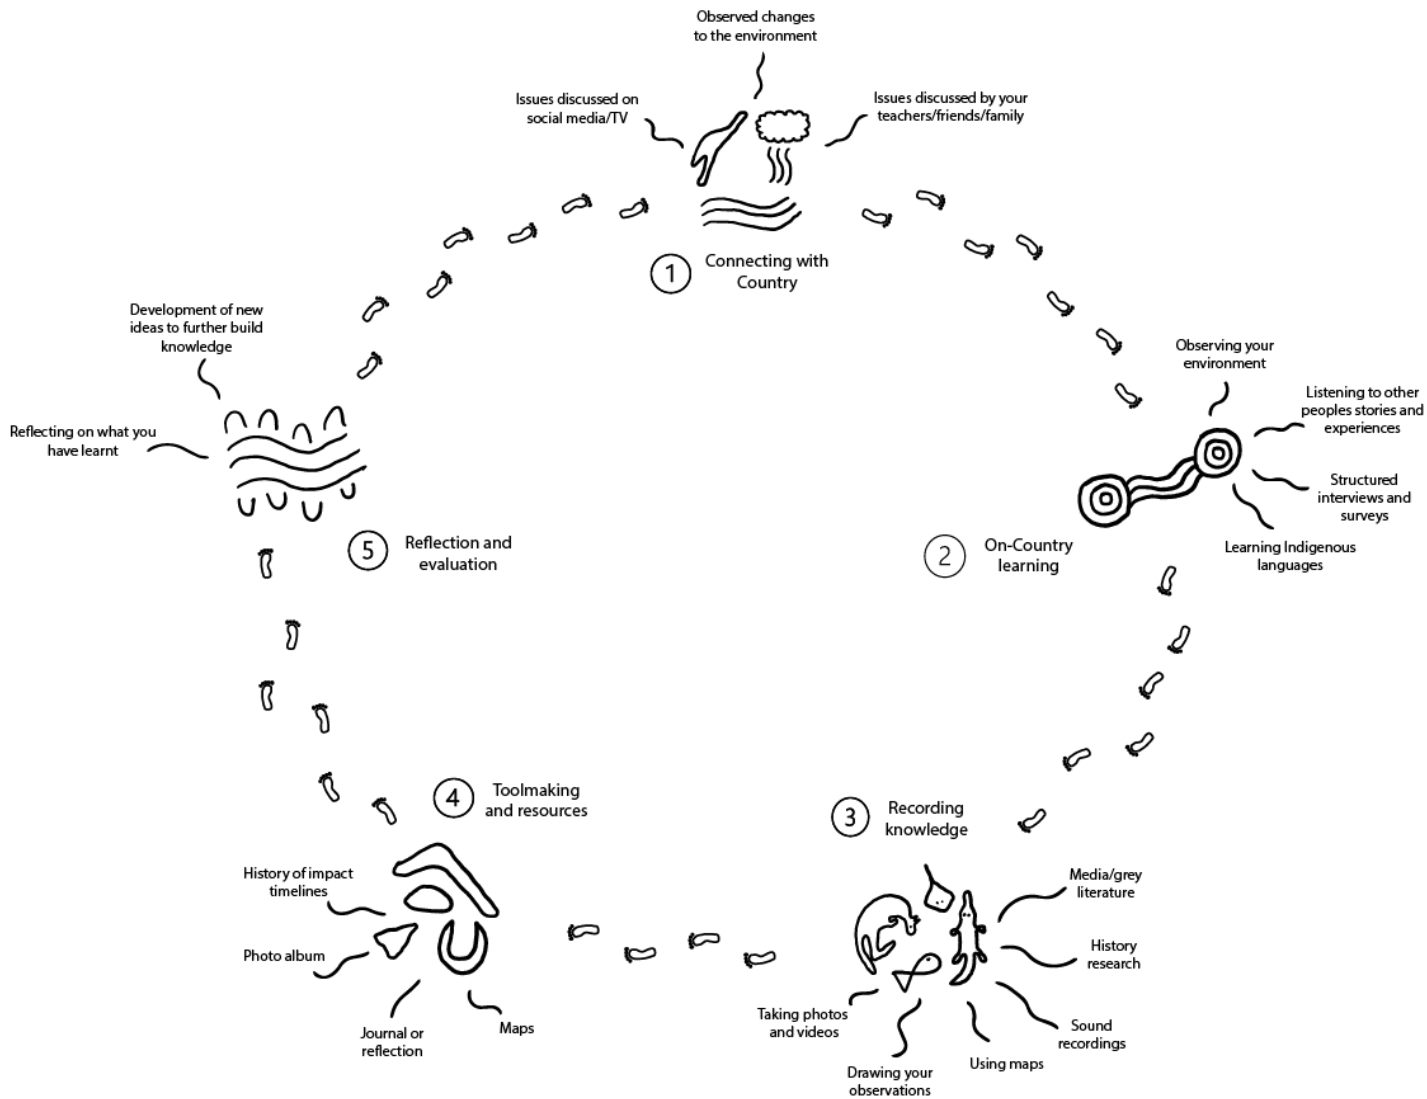 Observed changes
to the environment
Issues discussed on
social media/TV
Issues discussed by your
teachers/friends/family
1
Connecting with
Country
Observing your
environment
Listening to other
peoples stories and
experiences
Structured
interviews and
surveys
Learning Indigenous
languages
2
On-Country
learning
3
Recording
knowledge
Media/grey
literature
History
research
Sound
recordings
Using maps
Drawing your
observations
Taking photos
and videos
4
Toolmaking
and resources
History of impact
timelines
Photo album
Journal or
reflection
Maps
5
Reflection and
evaluation
Reflecting on what you
have learnt
Development of new
ideas to further build
knowledge